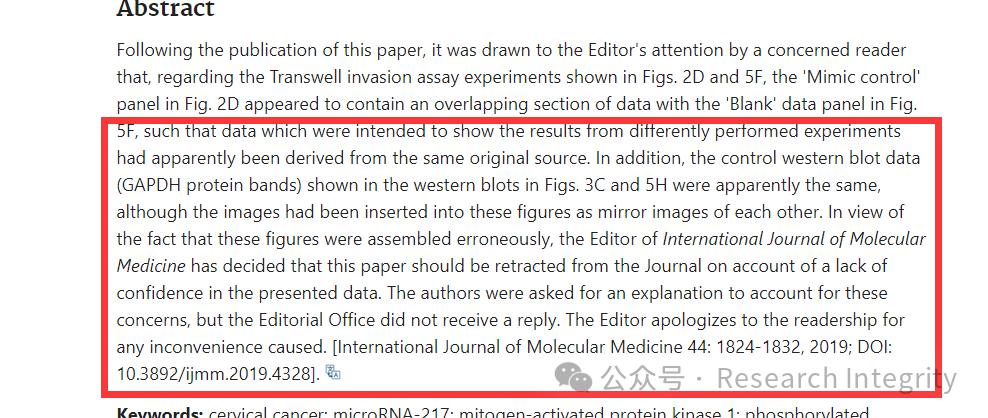 Abstract
Following the publication of this paper, it was drawn to the Editor's attention by a concerned reader
that, regarding the Transwell invasion assay experiments shown in Figs. 2D and 5F, the 'Mimic control'
panel in Fig. 2D appeared to contain an overlapping section of data with the 'Blank' data panel in Fig.
5F, such that data which were intended to show the results from differently performed experiments
had apparently been derived from the same original source. In addition, the control western blot data
(GAPDH protein bands) shown in the western blots in Figs. 3C and 5H were apparently the same,
although the images had been inserted into these figures as mirror images of each other. In view of
the fact that these figures were assembled erroneously, the Editor of International Journal of Molecular
Medicine has decided that this paper should be retracted from the Journal on account of a lack of
confidence in the presented data. The authors were asked for an explanation to account for these
concerns, but the Editorial Office did not receive a reply. The Editor apologizes to the readership for
any inconvenience caused. [International Journal of Molecular Medicine 44: 1824-1832, 2019; DOI:
10.3892/ijmm.2019.4328].
公众号 · Research Integrity
Keywords: cervical cancer; microRNA-217; mitogen-activated protein kinase 1; phosphorylated